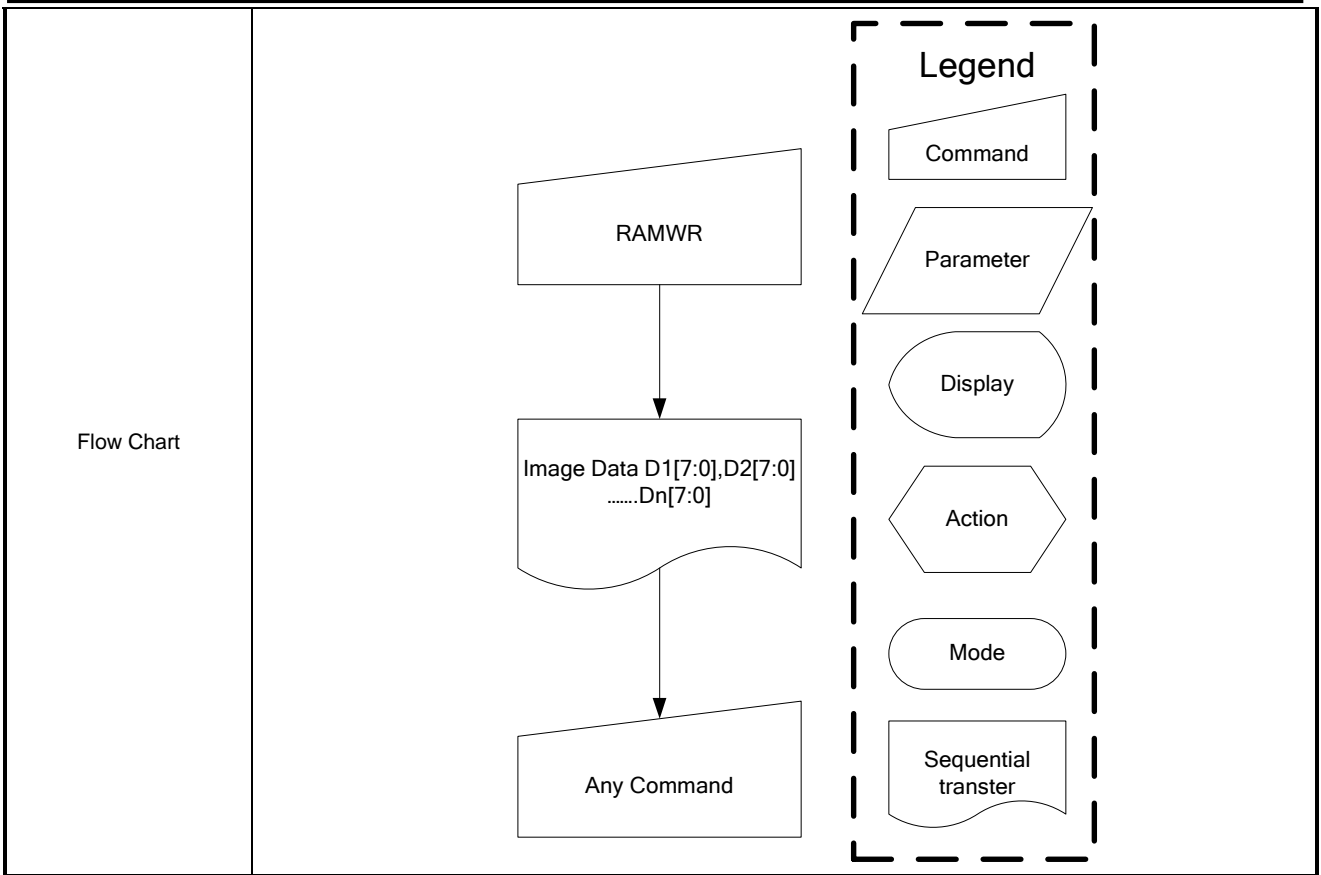 Flow Chart
RAMWR
Image Data D1[7:0],D2[7:0]
.......Dn[7:0]
Any Command
Legend
Command
Parameter
Display
Action
Mode
Sequential
transter